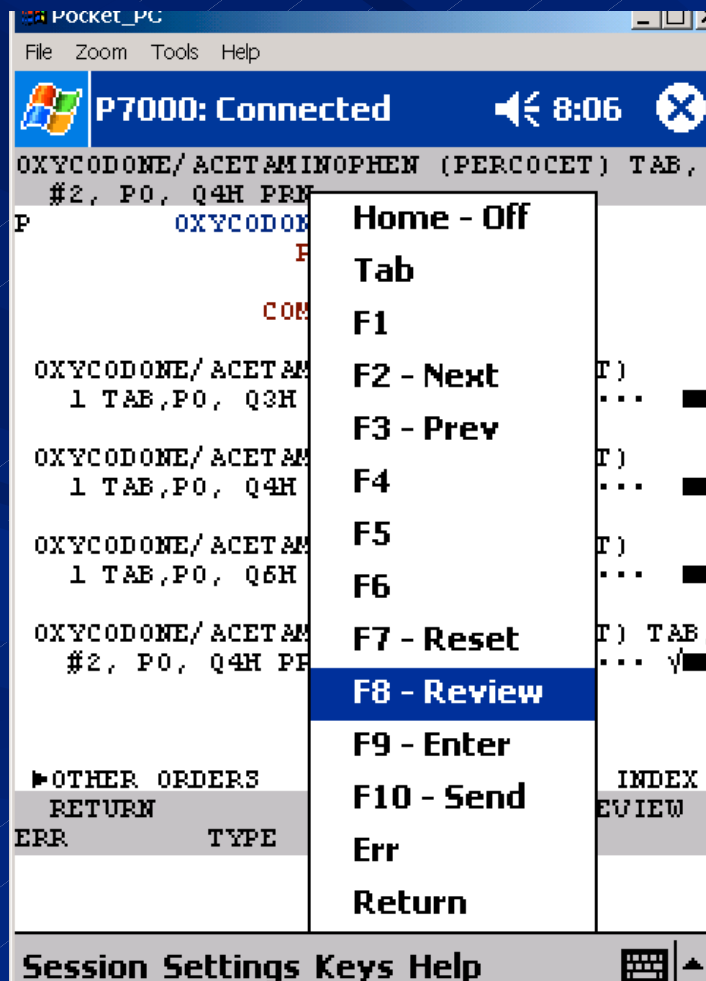 Pocket_PC
File Zoom Tools Help
P7000: Connected 8:06
OXYCODONE/ACETAMINOPHEN (PERCOCET) TAB,
#2, PO, Q4H PRN
P OXYCODON
P
COM
OXYCODONE/ACETAM T)
1 TAB,PO, Q3H ...
OXYCODONE/ACETAM T)
1 TAB,PO, Q4H ...
OXYCODONE/ACETAM T)
1 TAB,PO, Q6H ...
OXYCODONE/ACETAM T) TAB
#2, PO, Q4H PR ... √
▶OTHER ORDERS INDEX
RETURN EVIEW
ERR TYPE
Home - Off
Tab
F1
F2 - Next
F3 - Prev
F4
F5
F6
F7 - Reset
F8 - Review
F9 - Enter
F10 - Send
Err
Return
Session Settings Keys Help